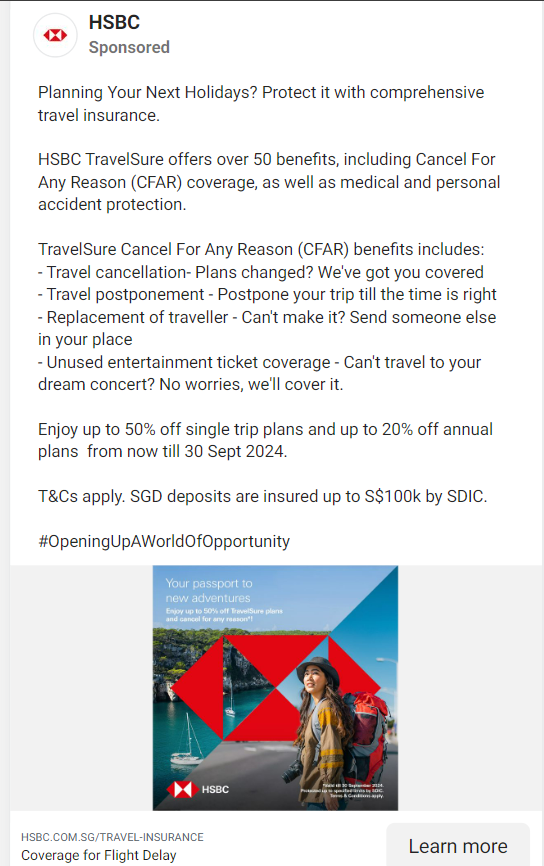 HSBC
Sponsored
Planning Your Next Holidays? Protect it with comprehensive
travel insurance.
HSBC TravelSure offers over 50 benefits, including Cancel For
Any Reason (CFAR) coverage, as well as medical and personal
accident protection.
TravelSure Cancel For Any Reason (CFAR) benefits includes:
- Travel cancellation- Plans changed? We've got you covered
- Travel postponement - Postpone your trip till the time is right
- Replacement of traveller - Can't make it? Send someone else
in your place
- Unused entertainment ticket coverage - Can't travel to your
dream concert? No worries, we'll cover it.
Enjoy up to 50% off single trip plans and up to 20% off annual
plans  from now till 30 Sept 2024.
T&Cs apply. SGD deposits are insured up to S$100k by SDIC.
#OpeningUpAWorldOfOpportunity
Your passport to
new adventures
Enjoy up to 50% off TravelSure plans
and cancel for any reason*!
HSBC
*Valid till 30 September 2024.
Protected up to specified limits by SDIC.
Terms & Conditions apply.
HSBC.COM.SG/TRAVEL-INSURANCE
Coverage for Flight Delay
Learn more